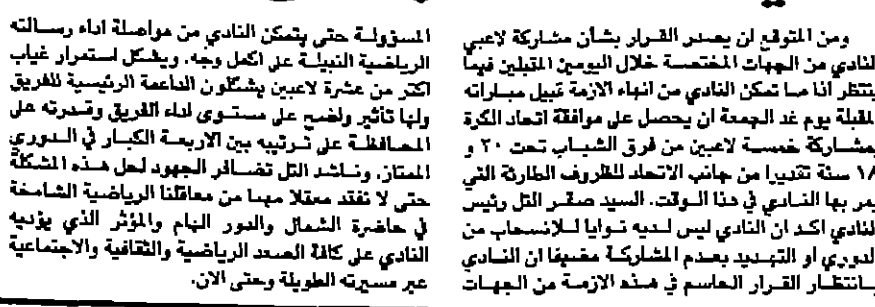 ومن المتوقع ان يصدر القرار بشأن مشاركة لاعبي
النادي من الجهات المختصة خلال اليومين المقبلين فيما
ينتظر اذا ما تمكن النادي من انهاء الازمة قبيل مباراته
المقبلة يوم غد الجمعة ان يحصل على موافقة اتحاد الكرة
بمشاركة خمسة لاعبين من فرق الشباب تحت ٢٠ و
١٨ سنة تقديرا من جانب الاتحاد للظروف الطارئة التي
يمر بها النادي في هذا الوقت. السيد صقر التل رئيس
النادي اكد ان النادي ليس لديه نوايا للانسحاب من
الدوري او التهديد بعدم المشاركة مضيفا ان النادي
بانتظار القرار الحاسم في هذه الازمة من الجهات
المسؤولة حتى يتمكن النادي من مواصلة اداء رسالته
الرياضية النبيلة على اكمل وجه. ويشكل استمرار غياب
اكثر من عشرة لاعبين يشكلون الداعمة الرئيسية للفريق
ولها تأثير واضح على مستوى اداء الفريق وقدرته على
المحافظة على ترتيبه بين الاربعة الكبار في الدوري
الممتاز. وناشد التل تضافر الجهود لحل هذه المشكلة
حتى لا نفقد معقلا مهما من معاقلنا الرياضية الشامخة
في حاضرة الشمال والدور الهام والمؤثر الذي يؤديه
النادي على كافة الصعد الرياضية والثقافية والاجتماعية
عبر مسيرته الطويلة وحتى الان.